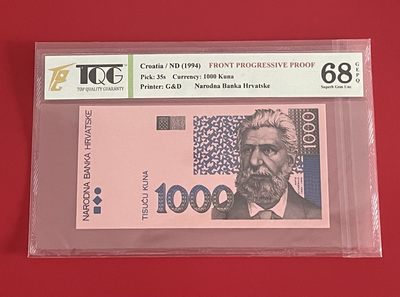 TQG
TOP QUALITY GUARANTY
Croatia / ND (1994) FRONT PROGRESSIVE PROOF
Pick: 35s Currency: 1000 Kuna
Printer: G&D Narodna Banka Hrvatske
68
GEPQ
Superb Gem Unc
NARODNA BANKA HRVATSKE
TISUĆU KUNA
1000
1000